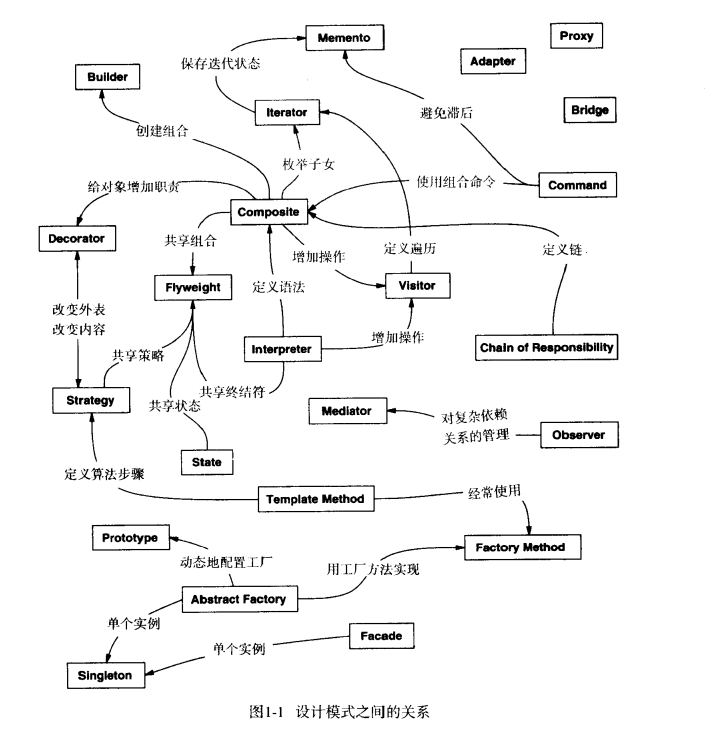 Memento
Proxy
保存迭代状态
Adapter
Builder
Iterator
避免滞后
Bridge
创建组合
枚举子女
给对象增加职责
使用组合命令
Command
Composite
Decorator
共享组合
增加操作
定义遍历
定义链
Flyweight
定义语法
Visitor
改变外表
改变内容
增加操作
共享策略
Interpreter
Chain of Responsibility
共享终结符
Strategy
共享状态
Mediator
对复杂依赖
关系的管理
Observer
State
定义算法步骤
Template Method
经常使用
Prototype
Factory Method
动态地配置工厂
用工厂方法实现
Abstract Factory
单个实例
Facade
单个实例
Singleton
图1-1 设计模式之间的关系